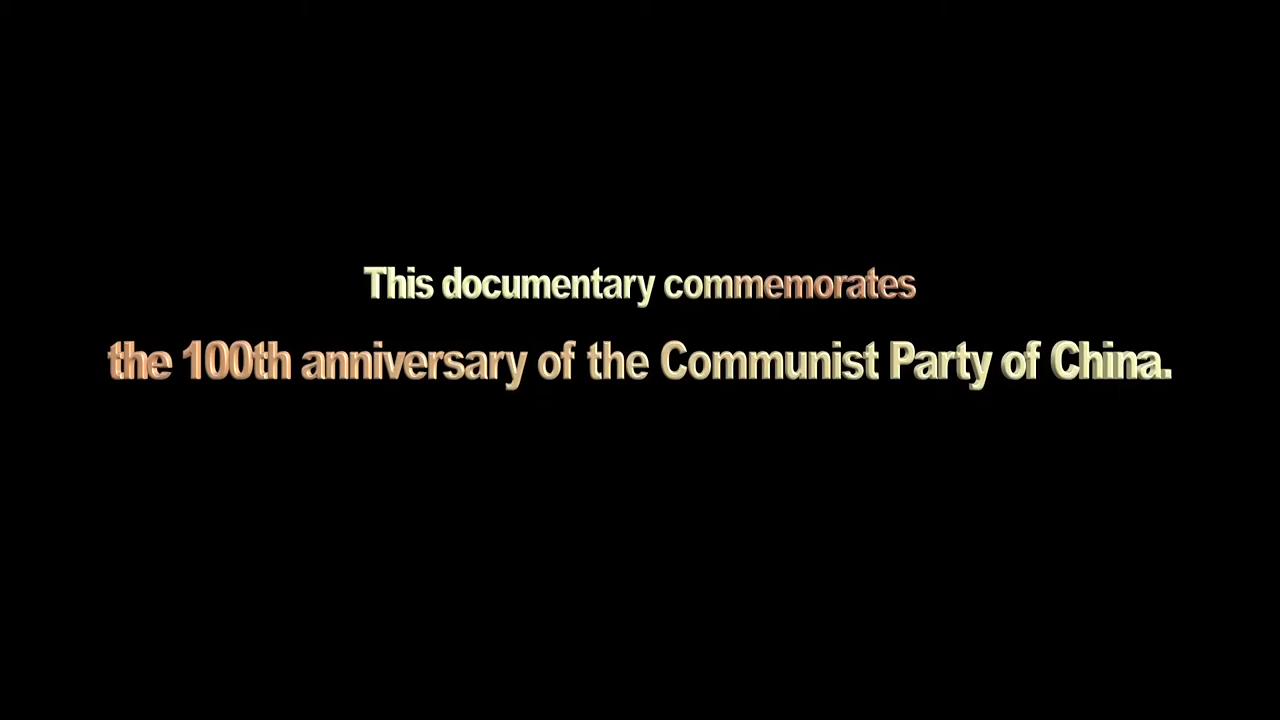 This documentary commemorates
the 100th anniversary of the Communist Party of China.